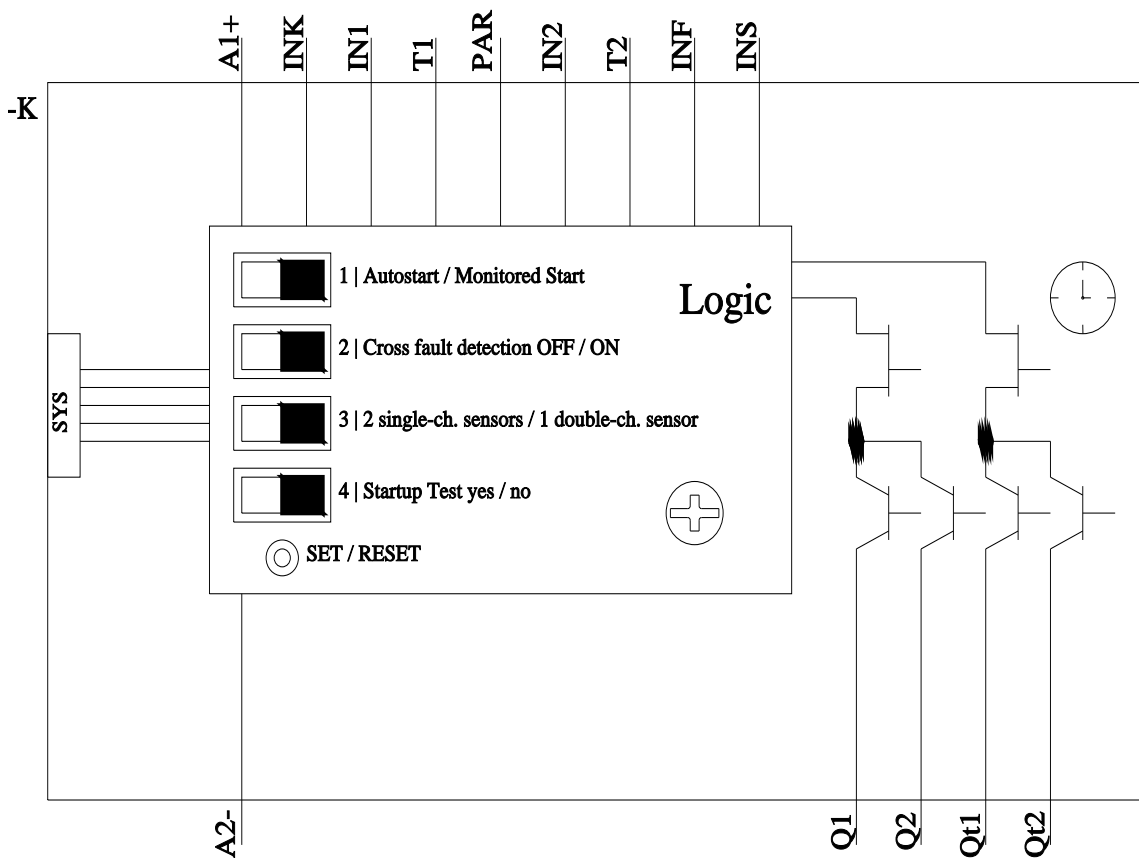 A1+
INK
IN1
T1
PAR
IN2
T2
INF
INS
-K
1 | Autostart / Monitored Start
Logic
2 | Cross fault detection OFF / ON
SYS
3 | 2 single-ch. sensors / 1 double-ch. sensor
4 | Startup Test yes / no
SET / RESET
A2-
Q1
Q2
Qt1
Qt2